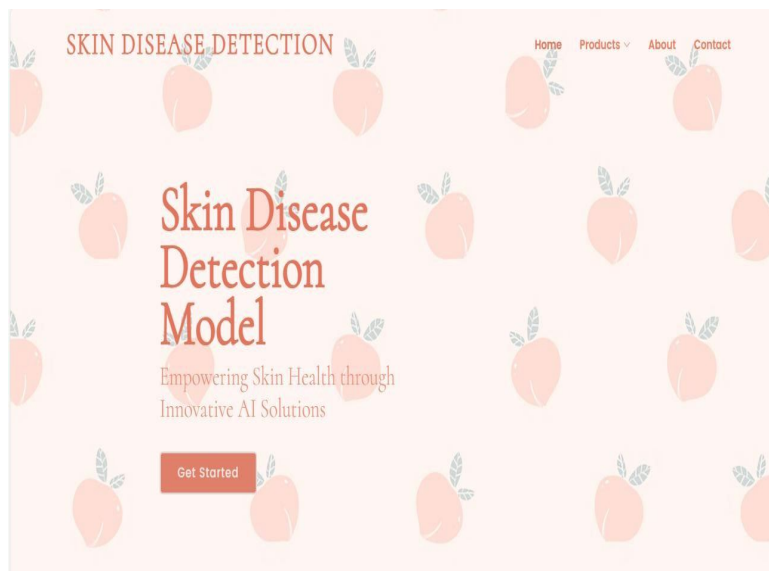 SKIN DISEASE DETECTION
Home Products About Contact
Skin Disease
Detection
Model
Empowering Skin Health through
Innovative AI Solutions
Get Started